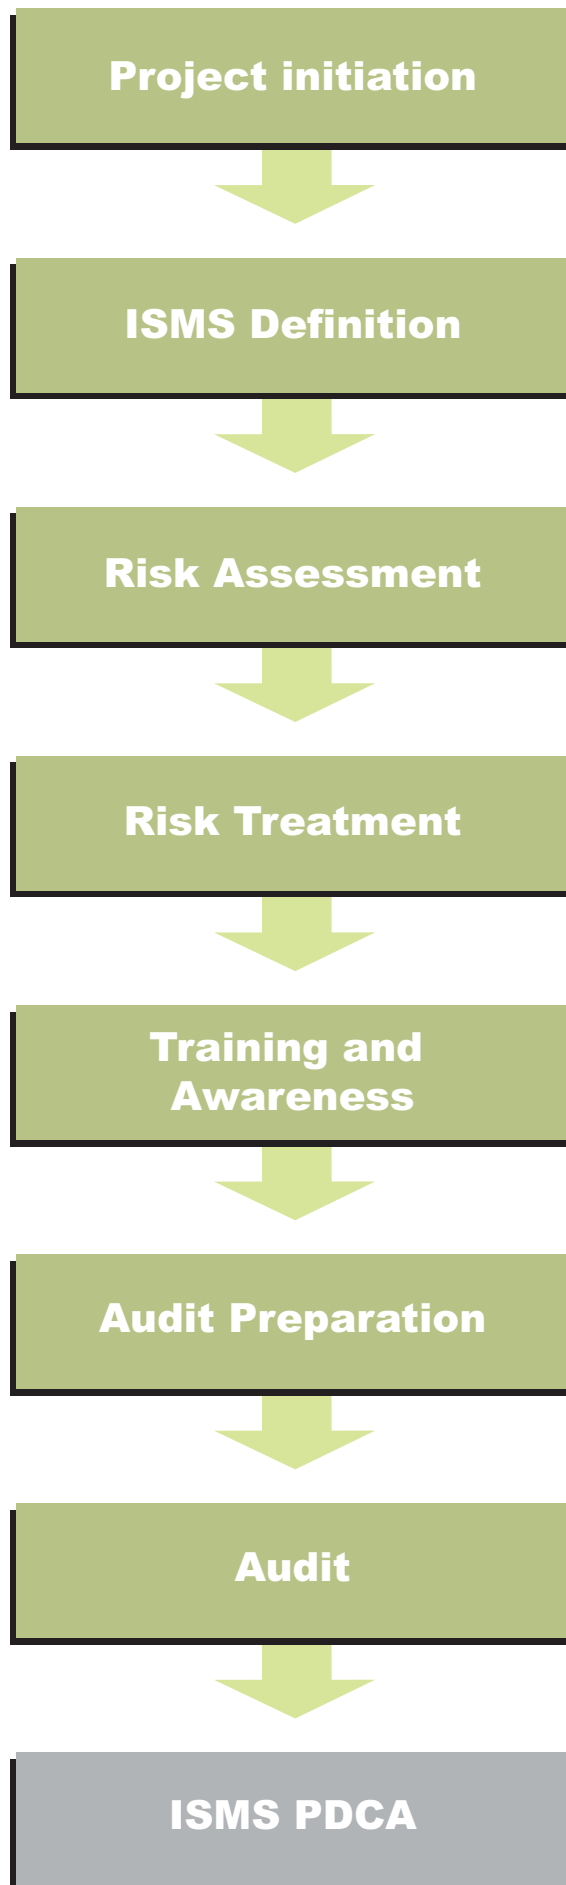 Project initiation
ISMS Definition
Risk Assessment
Risk Treatment
Training and
Awareness
Audit Preparation
Audit
ISMS PDCA